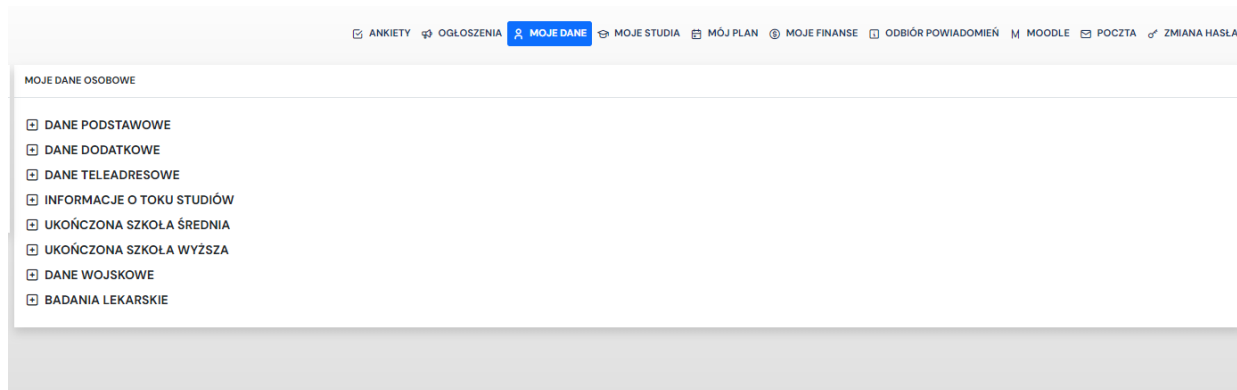 ANKIETY OGŁOSZENIA MOJE DANE MOJE STUDIA MÓJ PLAN MOJE FINANSE ODBIÓR POWIADOMIEŃ MOODLE POCZTA ZMIANA HASŁA
MOJE DANE OSOBOWE
DANE PODSTAWOWE
DANE DODATKOWE
DANE TELEADRESOWE
INFORMACJE O TOKU STUDIÓW
UKOŃCZONA SZKOŁA ŚREDNIA
UKOŃCZONA SZKOŁA WYŻSZA
DANE WOJSKOWE
BADANIA LEKARSKIE